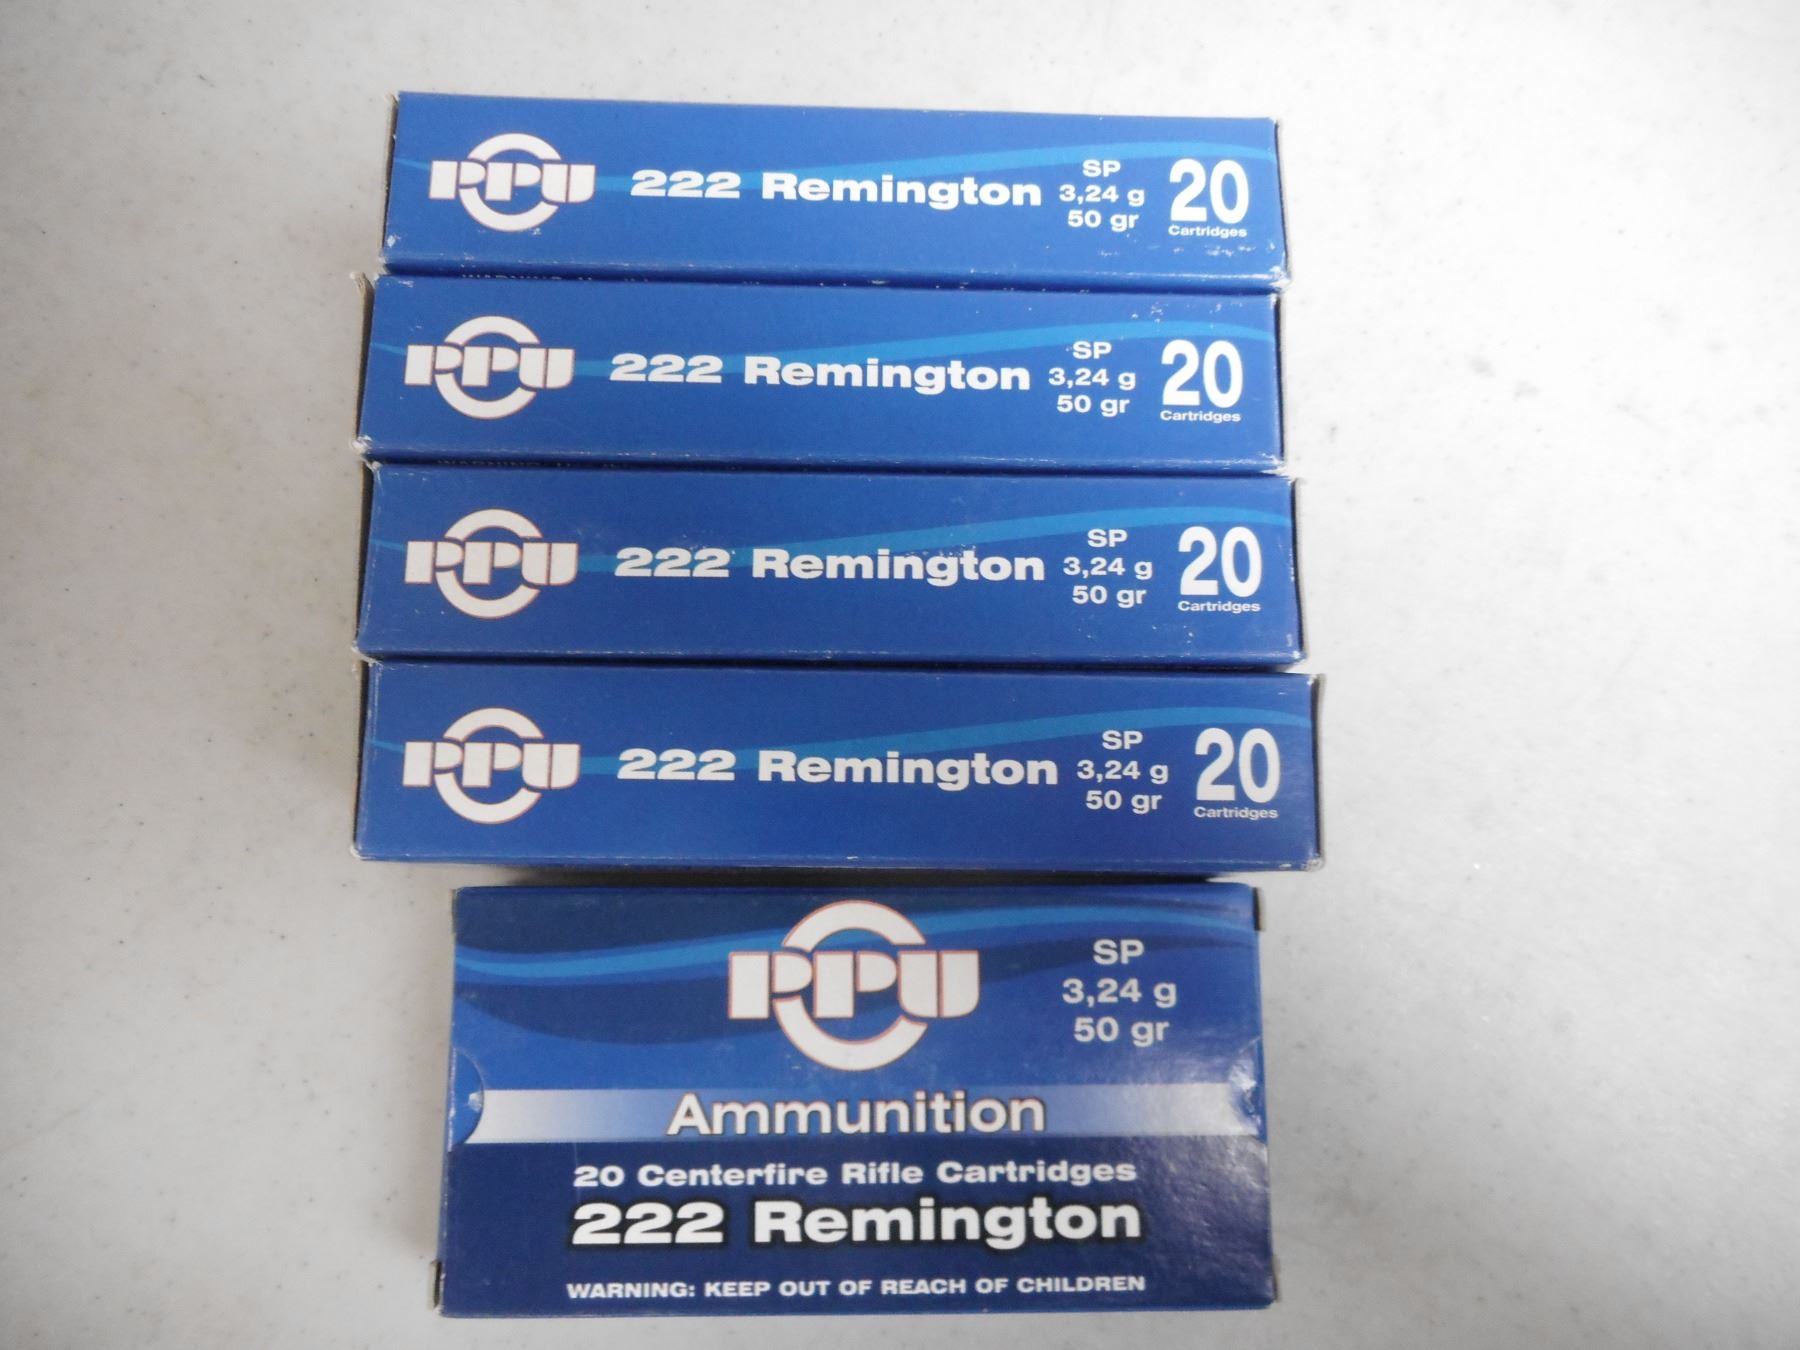 PPU 222 Remington SP 3,24 g 50 gr 20 Cartridges
WARNING:
PPU 222 Remington SP 3,24 g 50 gr 20 Cartridges
WARNING:
PPU 222 Remington SP 3,24 g 50 gr 20 Cartridges
PPU 222 Remington SP 3,24 g 50 gr 20 Cartridges
PPU
SP
3,24 g
50 gr
Ammunition
20 Centerfire Rifle Cartridges
222 Remington
WARNING: KEEP OUT OF REACH OF CHILDREN